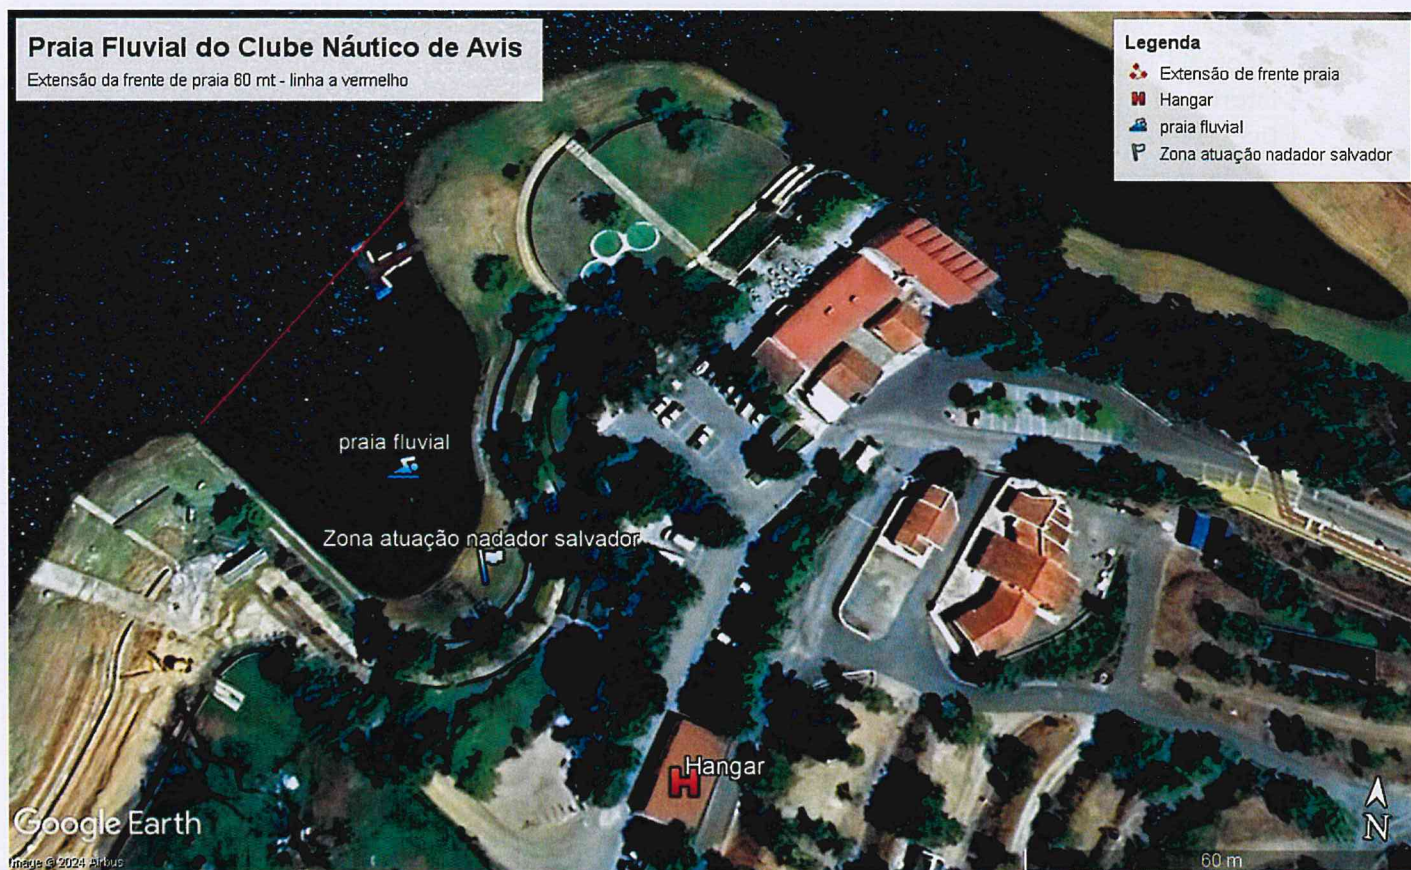 Praia Fluvial do Clube Náutico de Avis
Extensão da frente de praia 60 mt - linha a vermelho
Legenda
Extensão de frente praia
Hangar
praia fluvial
Zona atuação nadador salvador
praia fluvial
Zona atuação nadador salvador
Hangar
Google Earth
Image © 2024 Airbus
N
60 m